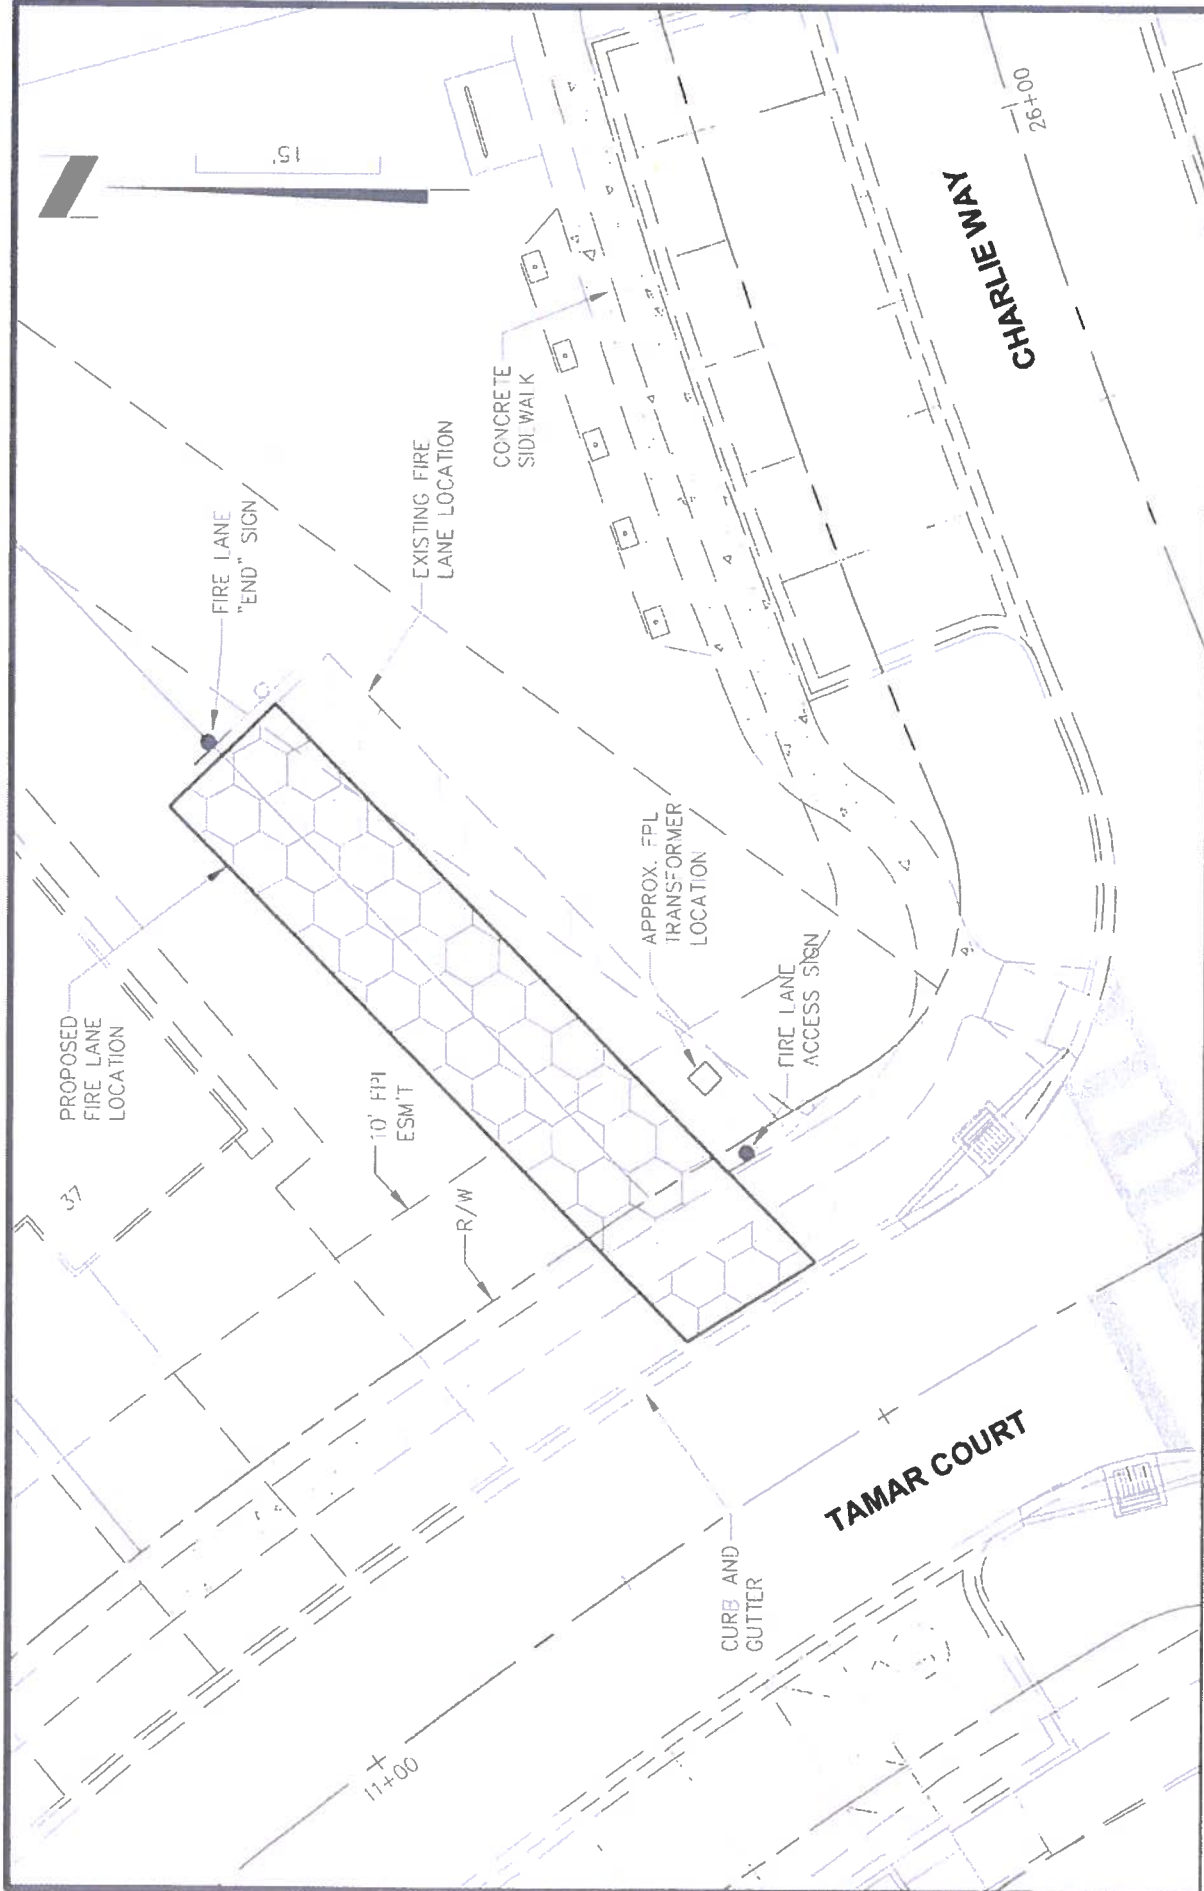 PROPOSED
FIRE LANE
LOCATION
FIRE LANE
"END" SIGN
15'
EXISTING FIRE
LANE LOCATION
CONCRETE
SIDEWALK
37
10' FPL
ESM'T
R/W
APPROX. FPL
TRANSFORMER
LOCATION
FIRE LANE
ACCESS SIGN
CHARLIE WAY
26+00
CURB AND
GUTTER
TAMAR COURT
11+00